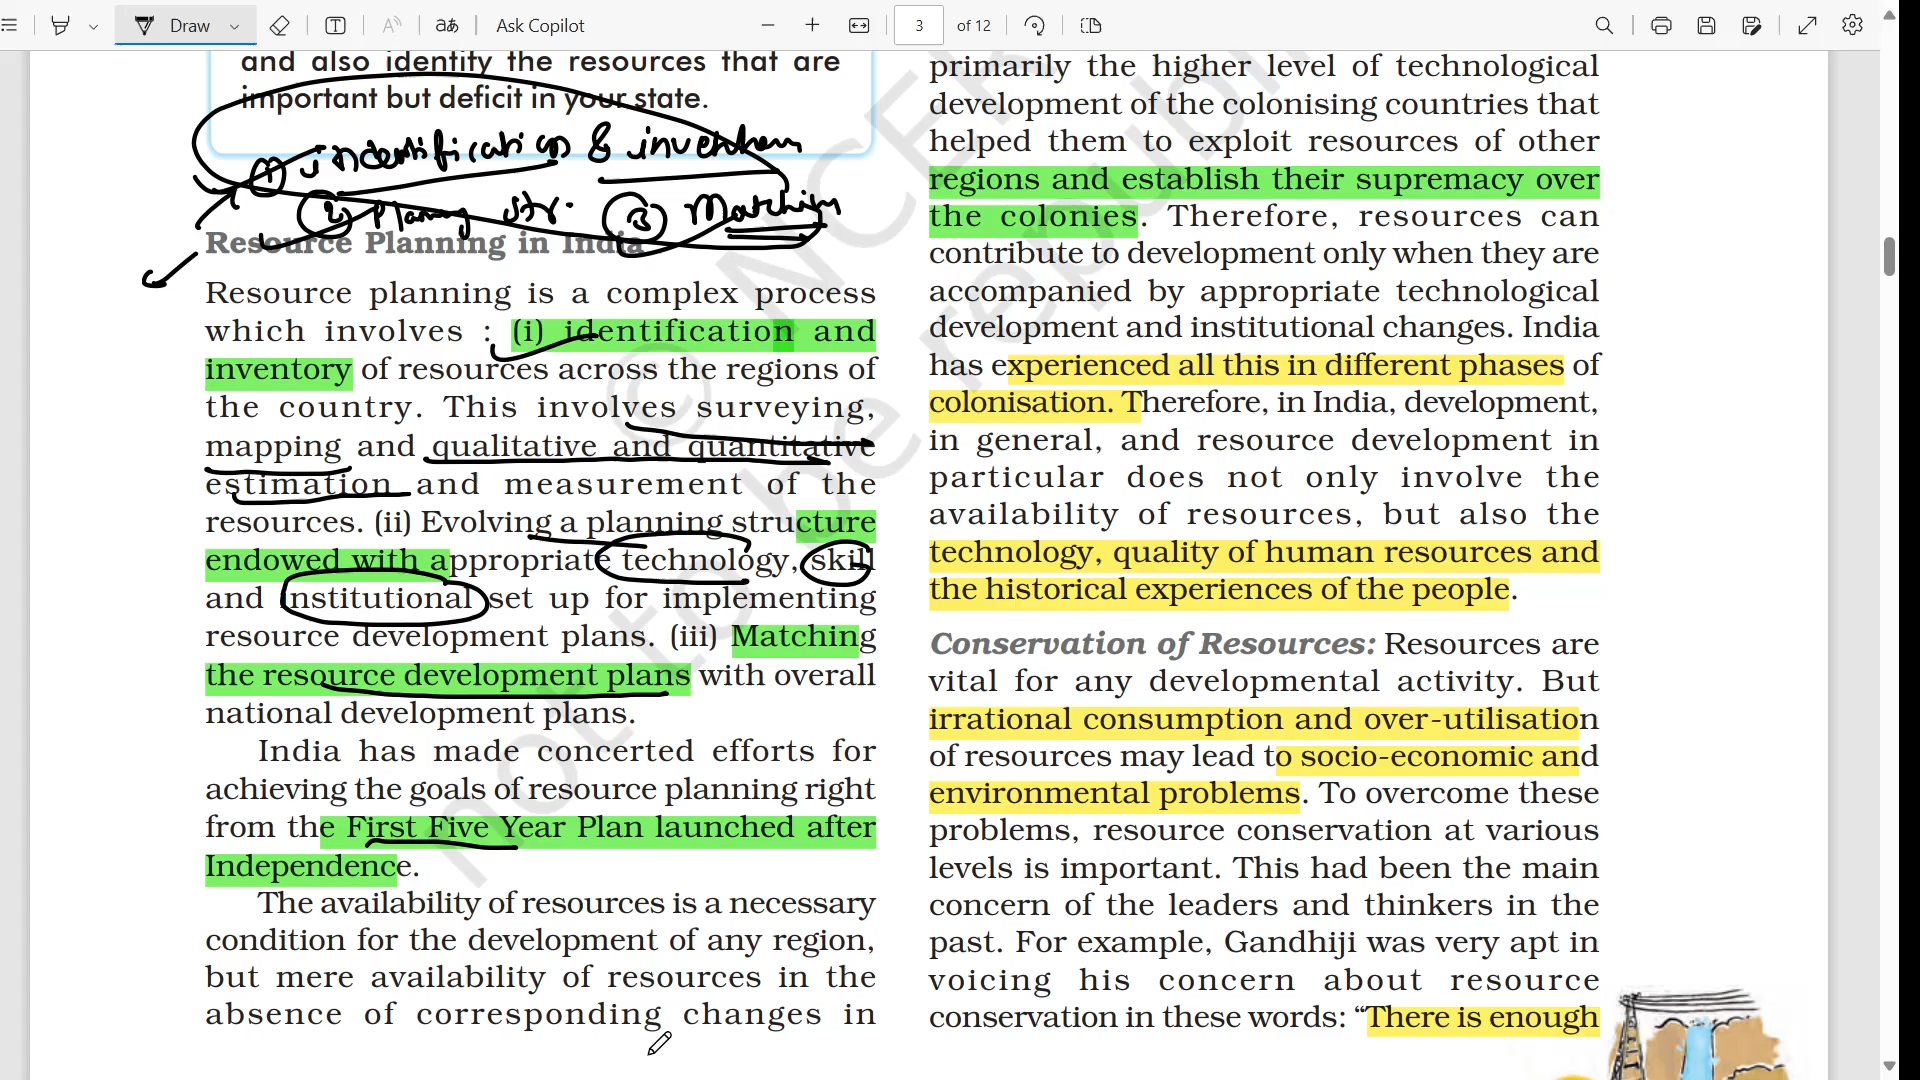 Draw
Ask Copilot
3 of 12
and also identify the resources that are
important but deficit in your state.
① indentification & inventory
② Planning str. ③ Matching
Resource Planning in India
Resource planning is a complex process
which involves : (i) identification and
inventory of resources across the regions of
the country. This involves surveying,
mapping and qualitative and quantitative
estimation and measurement of the
resources. (ii) Evolving a planning structure
endowed with appropriate technology, skill
and institutional set up for implementing
resource development plans. (iii) Matching
the resource development plans with overall
national development plans.
India has made concerted efforts for
achieving the goals of resource planning right
from the First Five Year Plan launched after
Independence.
The availability of resources is a necessary
condition for the development of any region,
but mere availability of resources in the
absence of corresponding changes in
primarily the higher level of technological
development of the colonising countries that
helped them to exploit resources of other
regions and establish their supremacy over
the colonies. Therefore, resources can
contribute to development only when they are
accompanied by appropriate technological
development and institutional changes. India
has experienced all this in different phases of
colonisation. Therefore, in India, development,
in general, and resource development in
particular does not only involve the
availability of resources, but also the
technology, quality of human resources and
the historical experiences of the people.
Conservation of Resources: Resources are
vital for any developmental activity. But
irrational consumption and over-utilisation
of resources may lead to socio-economic and
environmental problems. To overcome these
problems, resource conservation at various
levels is important. This had been the main
concern of the leaders and thinkers in the
past. For example, Gandhiji was very apt in
voicing his concern about resource
conservation in these words: “There is enough
© NCER
not to be republi